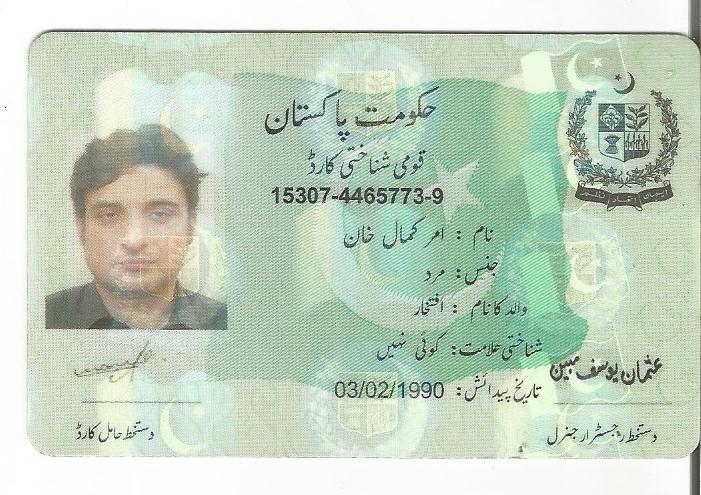 حکومت پاکستان
قومی شناختی کارڈ
15307-4465773-9
نام : امر کمال خان
جنس: مرد
والد کا نام : افتخار
شناختی علامت: کوئی نہیں
تاریخ پیدائش: 03/02/1990
عثمان یوسف مبین
دستخط رجسٹرار جنرل
دستخط حامل کارڈ